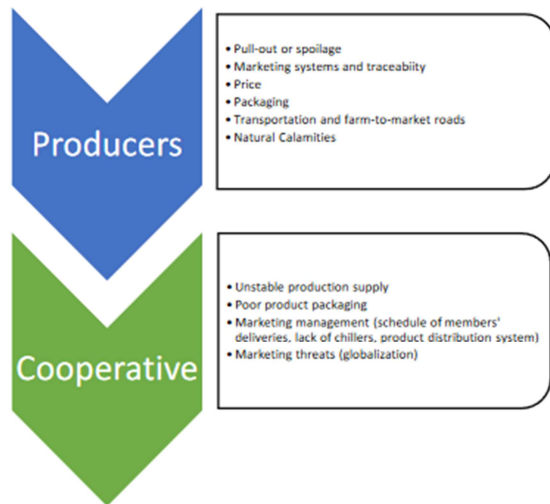 Producers
• Pull-out or spoilage
• Marketing systems and traceabiity
• Price
• Packaging
• Transportation and farm-to-market roads
• Natural Calamities
Cooperative
• Unstable production supply
• Poor product packaging
• Marketing management (schedule of members'
deliveries, lack of chillers, product distribution system)
• Marketing threats (globalization)